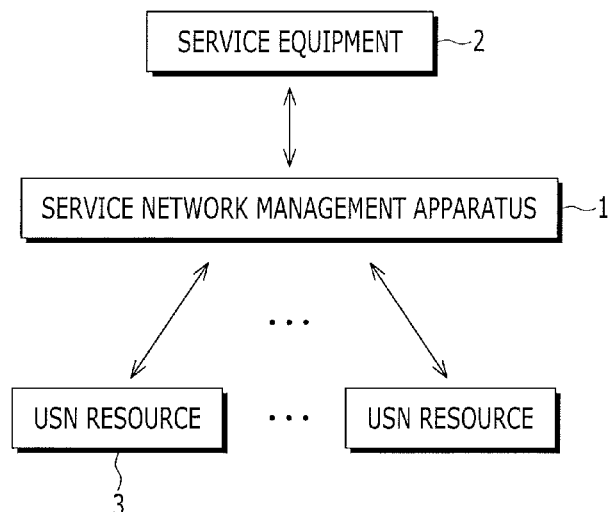 SERVICE EQUIPMENT 2
SERVICE NETWORK MANAGEMENT APPARATUS 1
...
USN RESOURCE ... USN RESOURCE
3